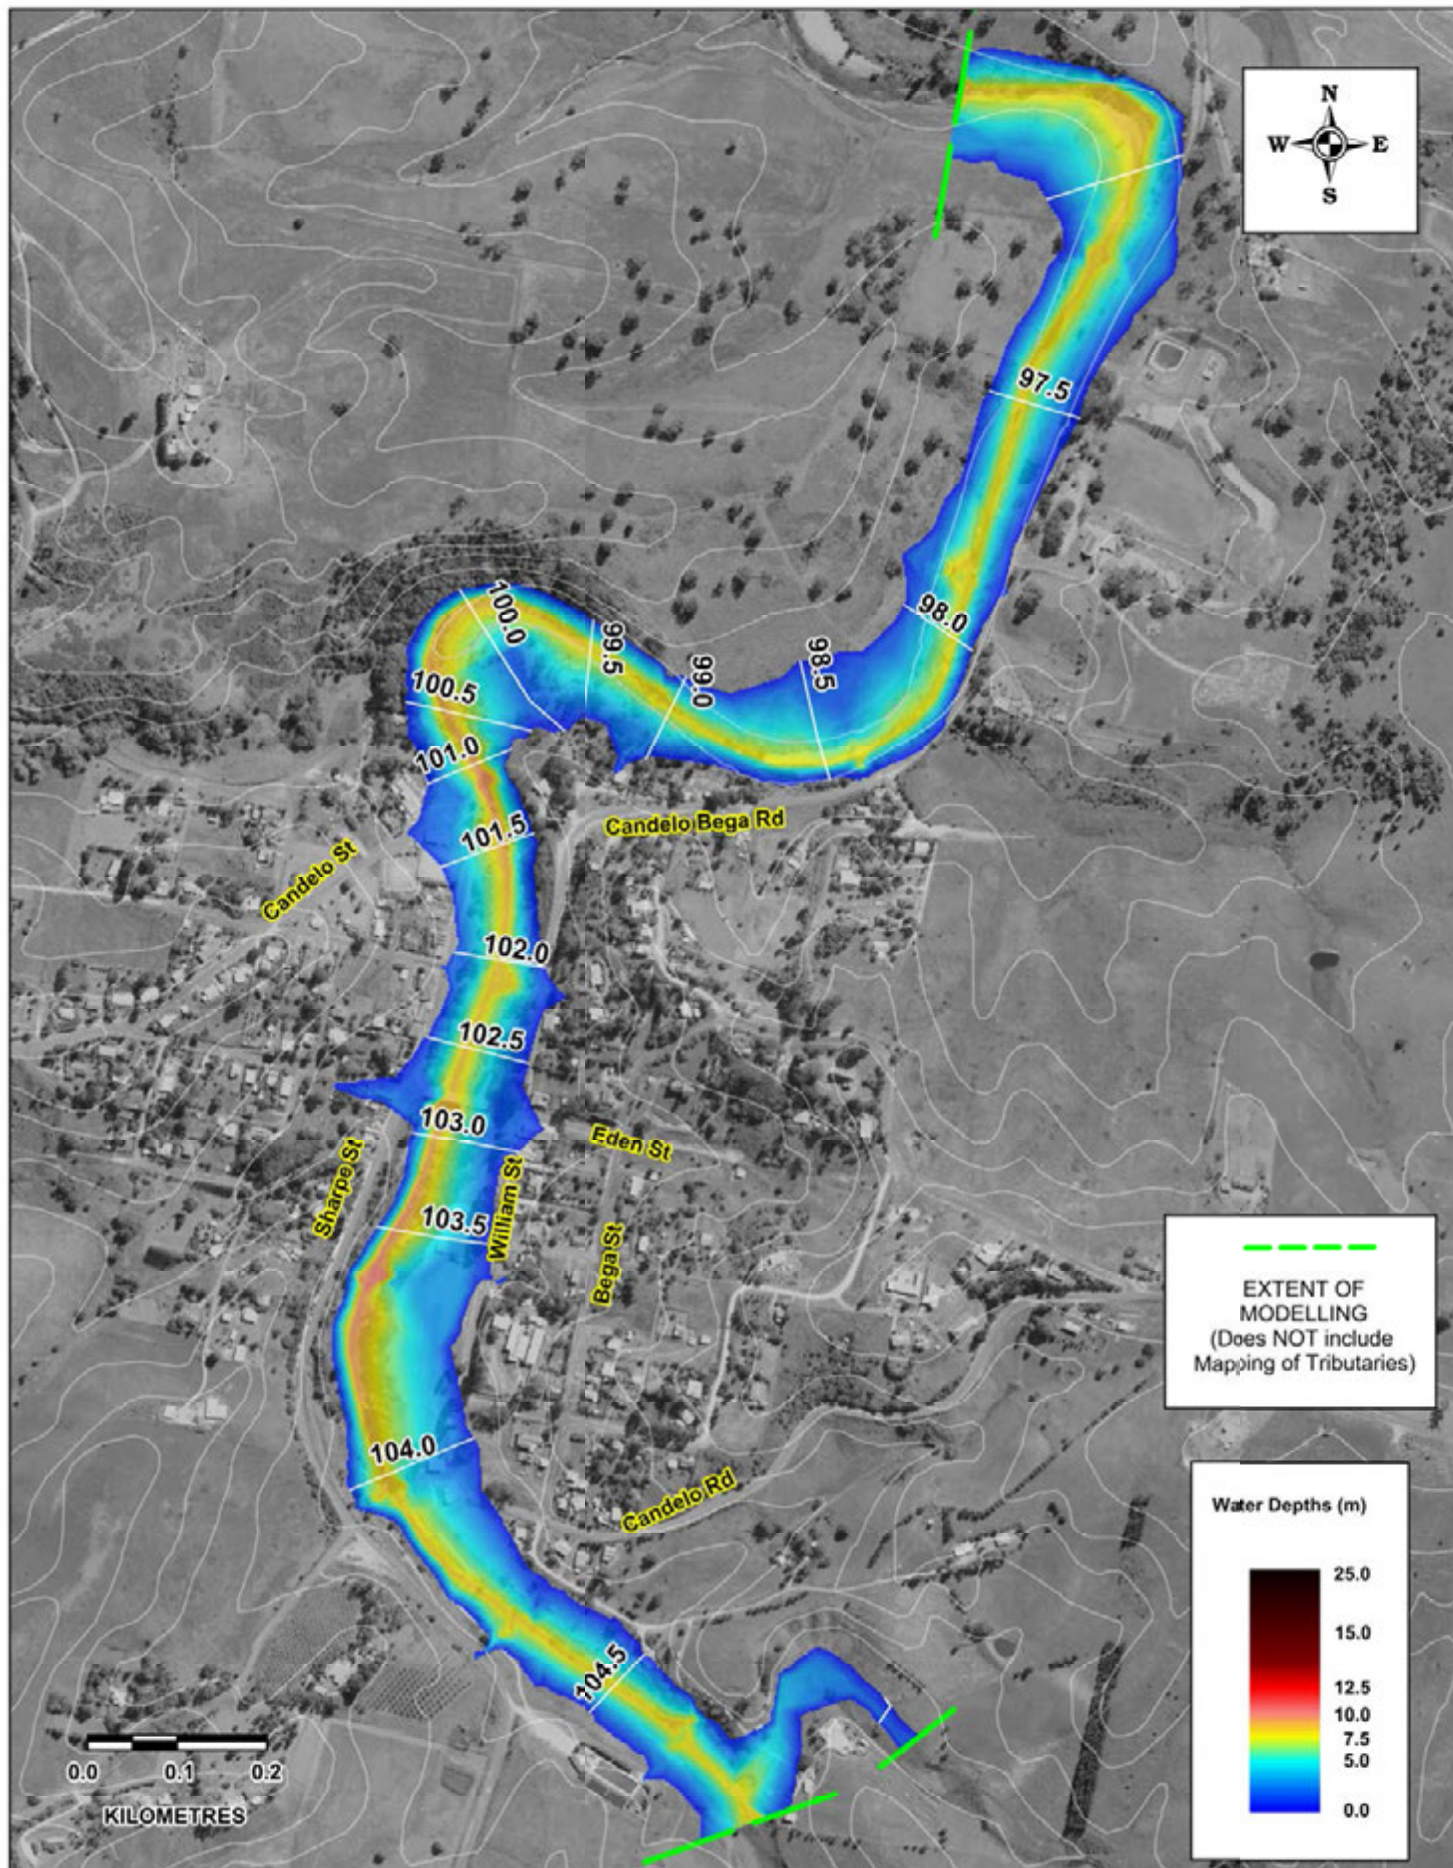 N
W E
S
97.5
98.0
100.0
99.5
99.0
98.5
100.5
101.0
101.5
Candelo Bega Rd
Candelo St
102.0
102.5
103.0
Eden St
Sharpe St
William St
103.5
Bega St
EXTENT OF
MODELLING
(Does NOT include
Mapping of Tributaries)
104.0
Candelo Rd
104.5
Water Depths (m)
25.0
15.0
12.5
10.0
7.5
5.0
0.0
0.0 0.1 0.2
KILOMETRES